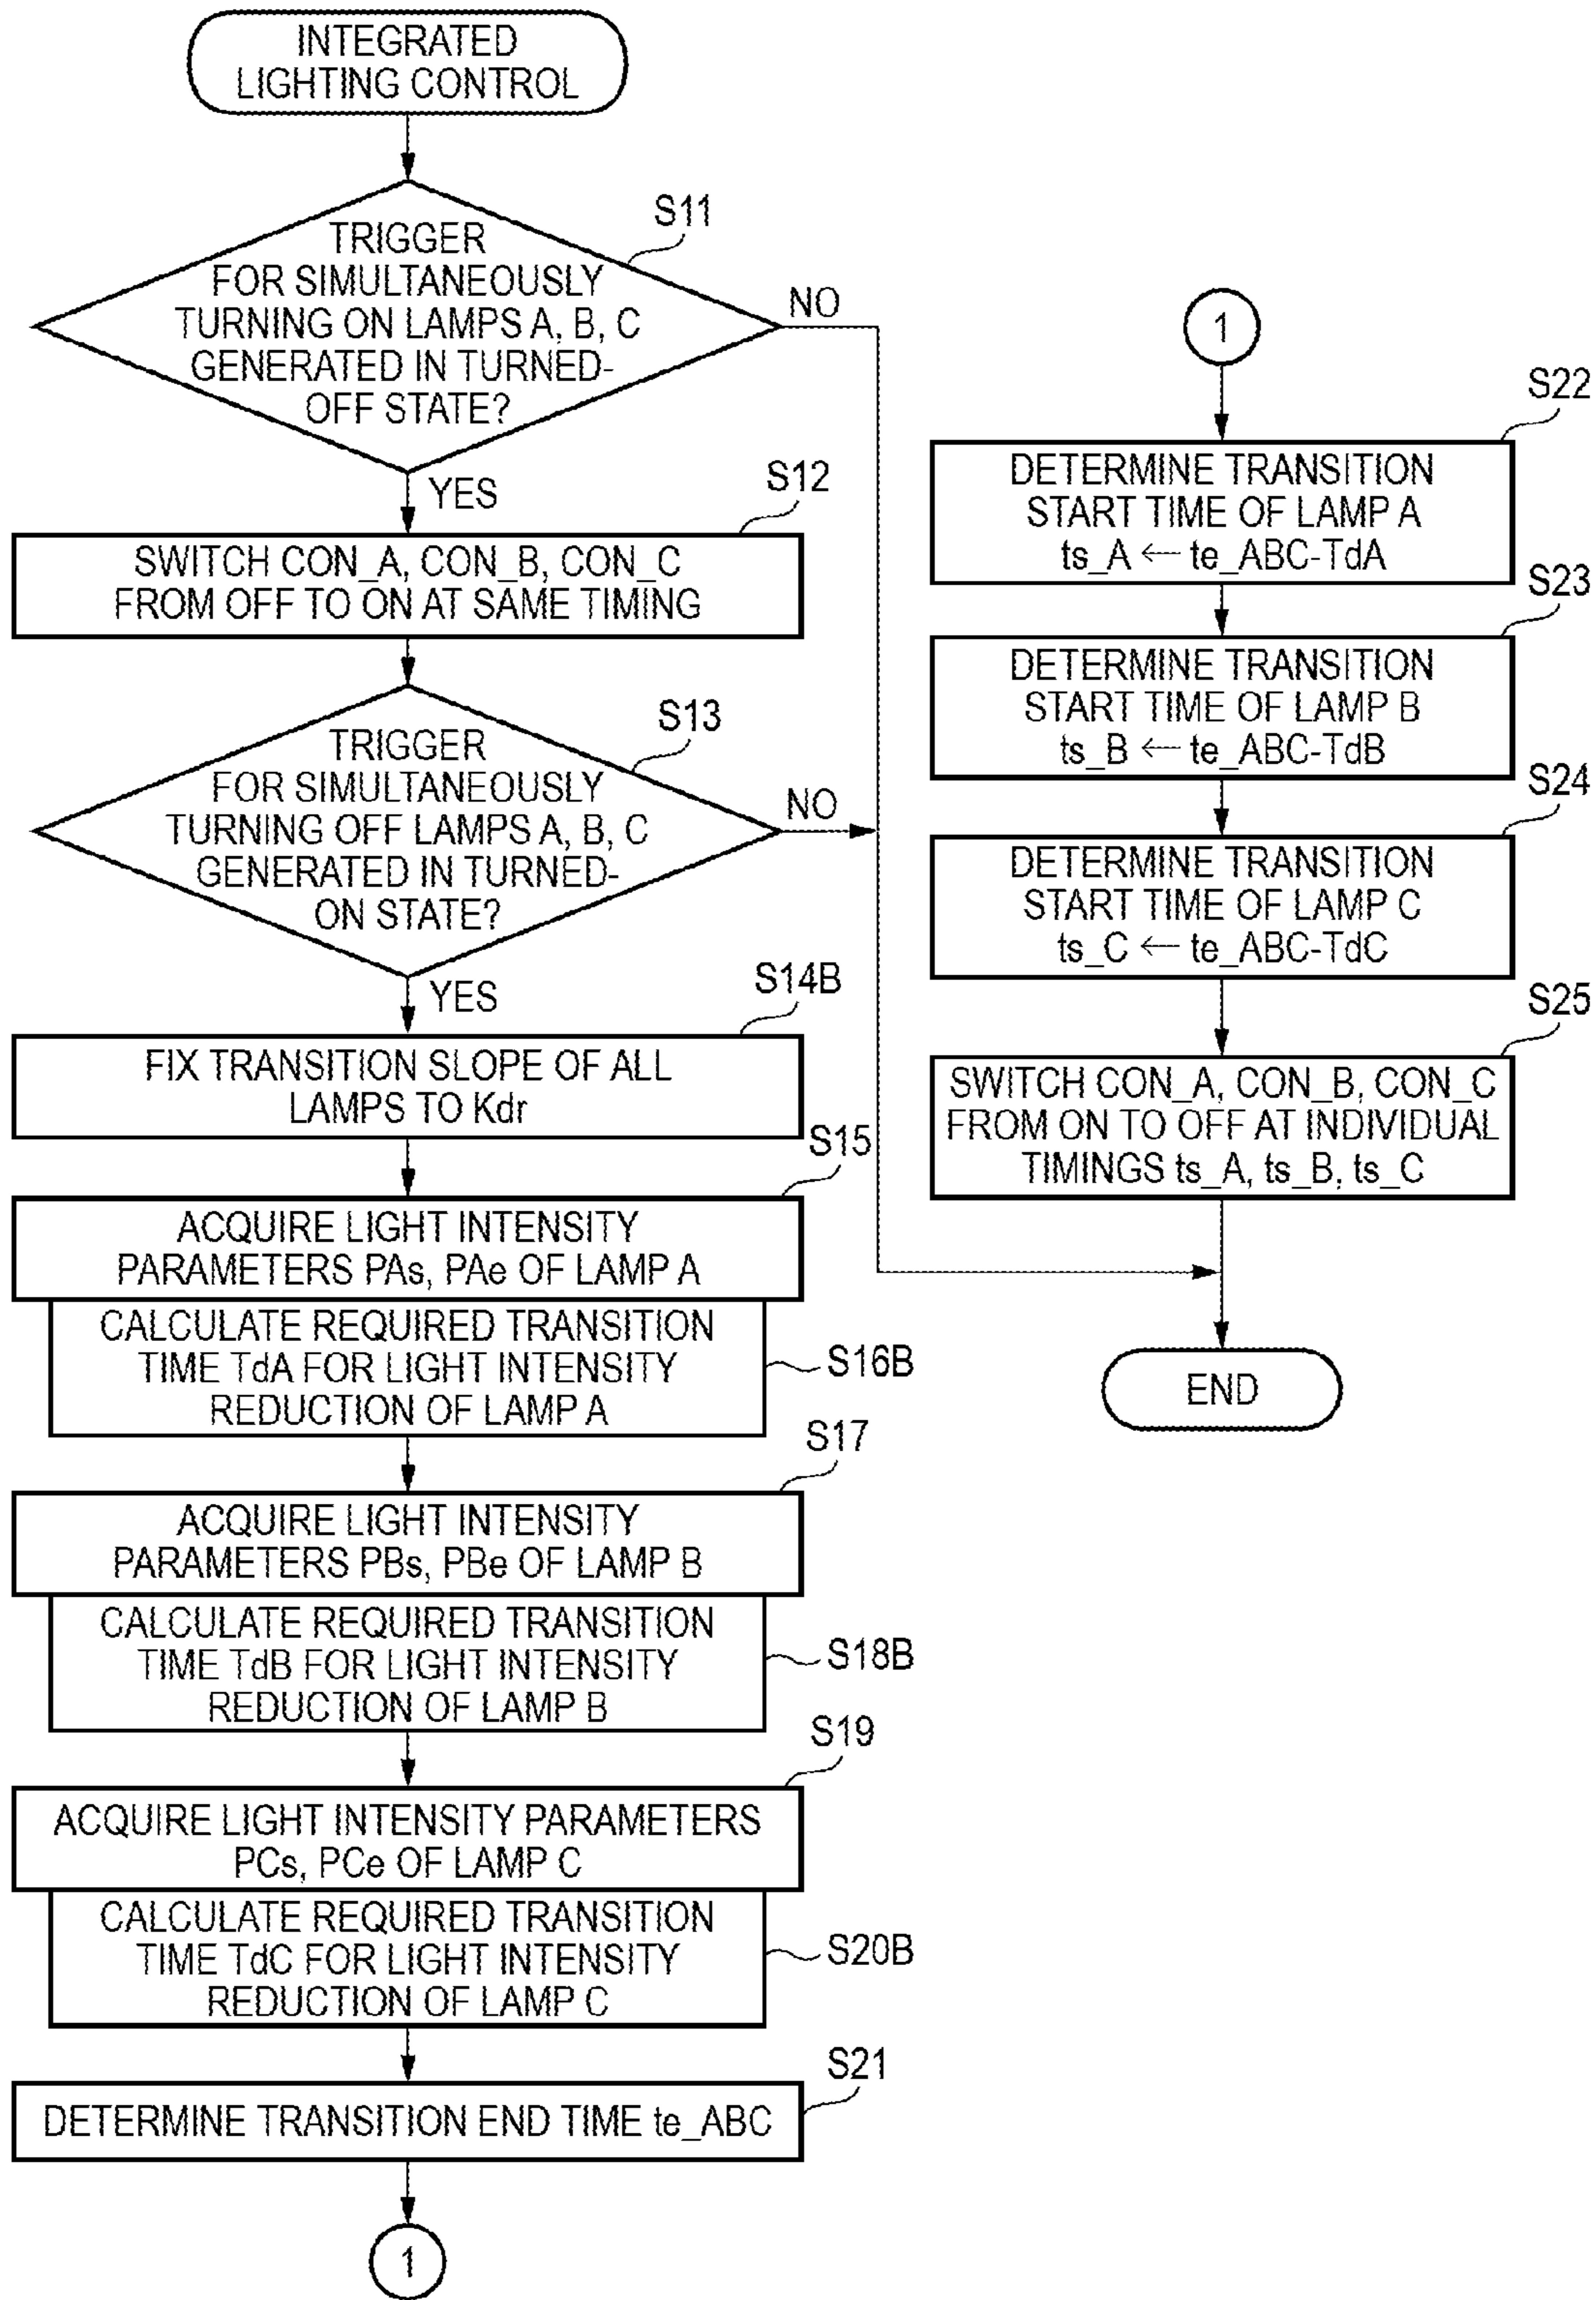 INTEGRATED
LIGHTING CONTROL
S11
TRIGGER
FOR SIMULTANEOUSLY
TURNING ON LAMPS A, B, C
GENERATED IN TURNED-
OFF STATE?
NO
YES
S12
SWITCH CON_A, CON_B, CON_C
FROM OFF TO ON AT SAME TIMING
S13
TRIGGER
FOR SIMULTANEOUSLY
TURNING OFF LAMPS A, B, C
GENERATED IN TURNED-
ON STATE?
NO
YES
S14B
FIX TRANSITION SLOPE OF ALL
LAMPS TO Kdr
S15
ACQUIRE LIGHT INTENSITY
PARAMETERS PAs, PAe OF LAMP A
CALCULATE REQUIRED TRANSITION
TIME TdA FOR LIGHT INTENSITY
REDUCTION OF LAMP A
S16B
S17
ACQUIRE LIGHT INTENSITY
PARAMETERS PBs, PBe OF LAMP B
CALCULATE REQUIRED TRANSITION
TIME TdB FOR LIGHT INTENSITY
REDUCTION OF LAMP B
S18B
S19
ACQUIRE LIGHT INTENSITY PARAMETERS
PCs, PCe OF LAMP C
CALCULATE REQUIRED TRANSITION
TIME TdC FOR LIGHT INTENSITY
REDUCTION OF LAMP C
S20B
S21
DETERMINE TRANSITION END TIME te_ABC
1
1
S22
DETERMINE TRANSITION
START TIME OF LAMP A
ts_A ← te_ABC-TdA
S23
DETERMINE TRANSITION
START TIME OF LAMP B
ts_B ← te_ABC-TdB
S24
DETERMINE TRANSITION
START TIME OF LAMP C
ts_C ← te_ABC-TdC
S25
SWITCH CON_A, CON_B, CON_C
FROM ON TO OFF AT INDIVIDUAL
TIMINGS ts_A, ts_B, ts_C
END